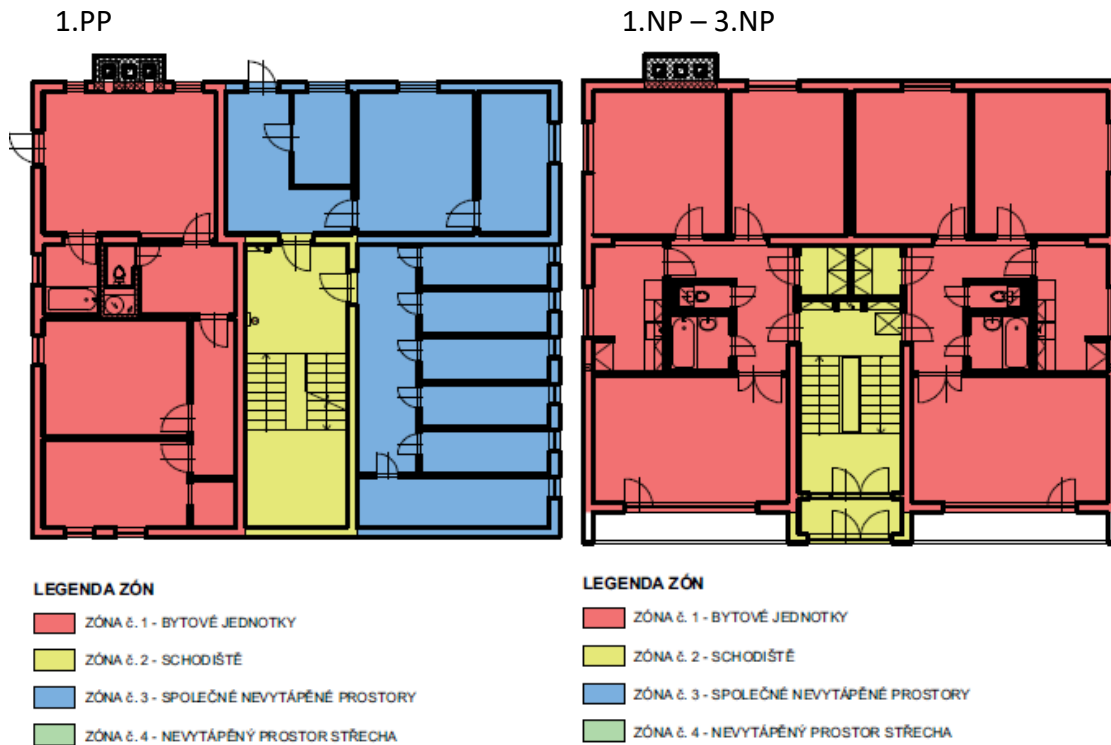 1.PP
1.NP – 3.NP
LEGENDA ZÓN
ZÓNA č. 1 - BYTOVÉ JEDNOTKY
ZÓNA č. 2 - SCHODIŠTĚ
ZÓNA č. 3 - SPOLEČNÉ NEVYTÁPĚNÉ PROSTORY
ZÓNA č. 4 - NEVYTÁPĚNÝ PROSTOR STŘECHA
LEGENDA ZÓN
ZÓNA č. 1 - BYTOVÉ JEDNOTKY
ZÓNA č. 2 - SCHODIŠTĚ
ZÓNA č. 3 - SPOLEČNÉ NEVYTÁPĚNÉ PROSTORY
ZÓNA č. 4 - NEVYTÁPĚNÝ PROSTOR STŘECHA